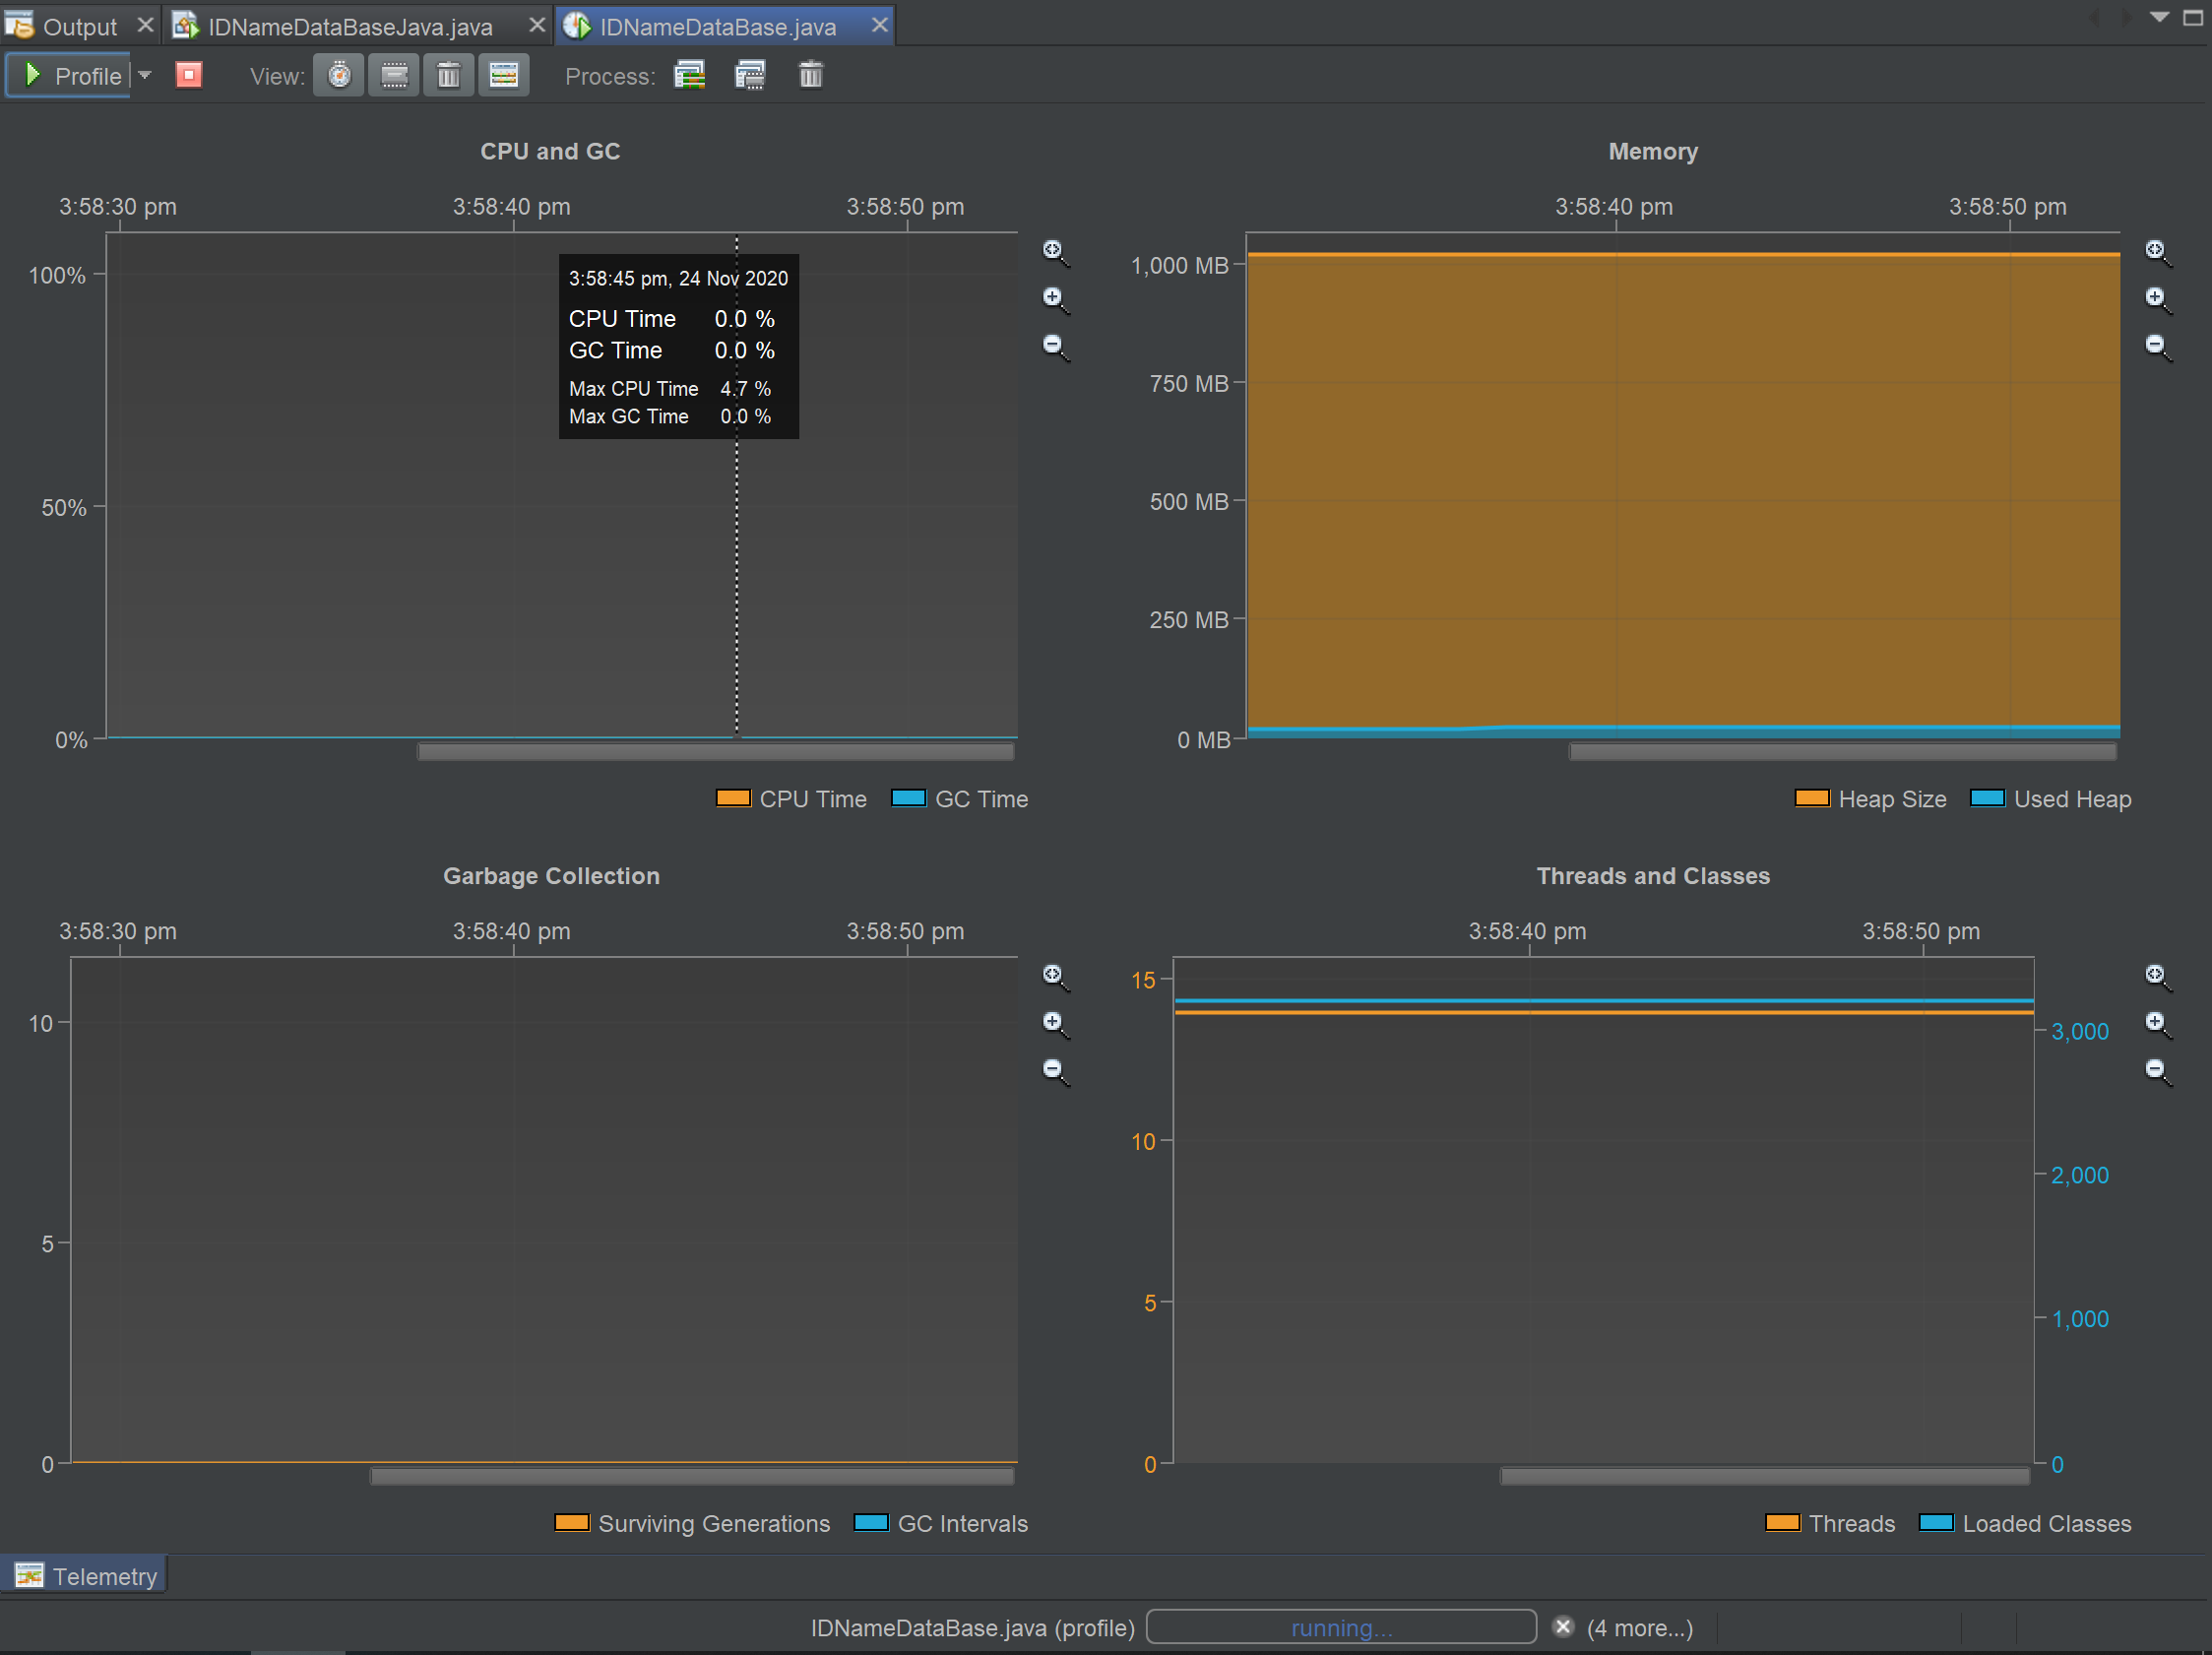 Output
IDNameDataBaseJava.java
IDNameDataBase.java
Profile
View:
Process:
CPU and GC
3:58:30 pm 3:58:40 pm 3:58:50 pm
100%
50%
0%
3:58:45 pm, 24 Nov 2020
CPU Time 0.0 %
GC Time 0.0 %
Max CPU Time 4.7 %
Max GC Time 0.0 %
CPU Time GC Time
Memory
3:58:40 pm 3:58:50 pm
1,000 MB
750 MB
500 MB
250 MB
0 MB
Heap Size Used Heap
Garbage Collection
3:58:30 pm 3:58:40 pm 3:58:50 pm
10
5
0
Surviving Generations GC Intervals
Threads and Classes
3:58:40 pm 3:58:50 pm
15
10
5
0
3,000
2,000
1,000
0
Threads Loaded Classes
Telemetry
IDNameDataBase.java (profile) running... (4 more...)